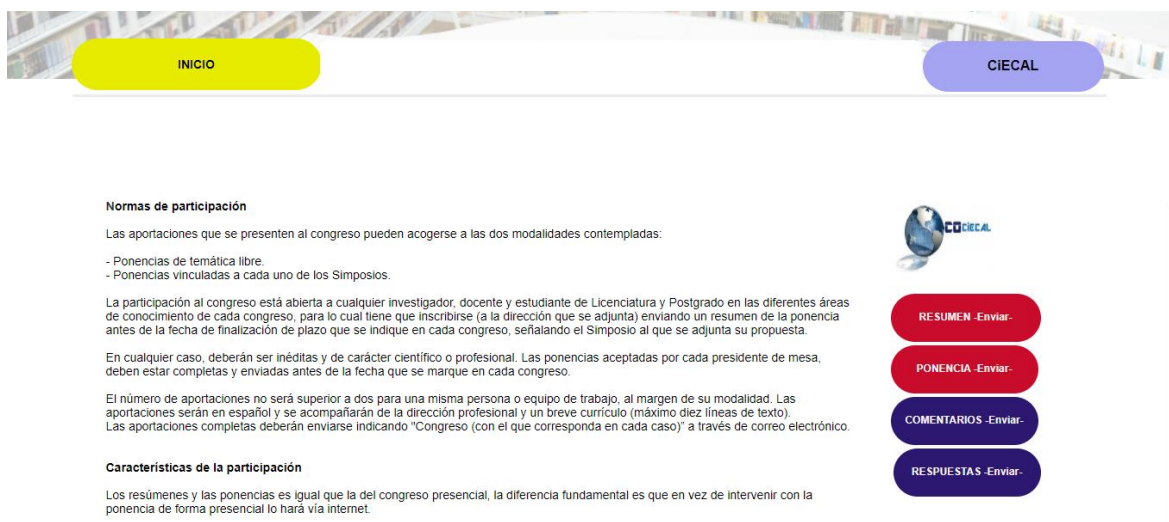 INICIO
CiECAL
Normas de participación
Las aportaciones que se presenten al congreso pueden acogerse a las dos modalidades contempladas:
- Ponencias de temática libre.
- Ponencias vinculadas a cada uno de los Simposios.
La participación al congreso está abierta a cualquier investigador, docente y estudiante de Licenciatura y Postgrado en las diferentes áreas
de conocimiento de cada congreso, para lo cual tiene que inscribirse (a la dirección que se adjunta) enviando un resumen de la ponencia
antes de la fecha de finalización de plazo que se indique en cada congreso, señalando el Simposio al que se adjunta su propuesta.
En cualquier caso, deberán ser inéditas y de carácter científico o profesional. Las ponencias aceptadas por cada presidente de mesa,
deben estar completas y enviadas antes de la fecha que se marque en cada congreso.
El número de aportaciones no será superior a dos para una misma persona o equipo de trabajo, al margen de su modalidad. Las
aportaciones serán en español y se acompañarán de la dirección profesional y un breve currículo (máximo diez líneas de texto).
Las aportaciones completas deberán enviarse indicando "Congreso (con el que corresponda en cada caso)" a través de correo electrónico.
Características de la participación
Los resúmenes y las ponencias es igual que la del congreso presencial, la diferencia fundamental es que en vez de intervenir con la
ponencia de forma presencial lo hará vía internet.
COCiECAL
RESUMEN -Enviar-
PONENCIA -Enviar-
COMENTARIOS -Enviar-
RESPUESTAS -Enviar-